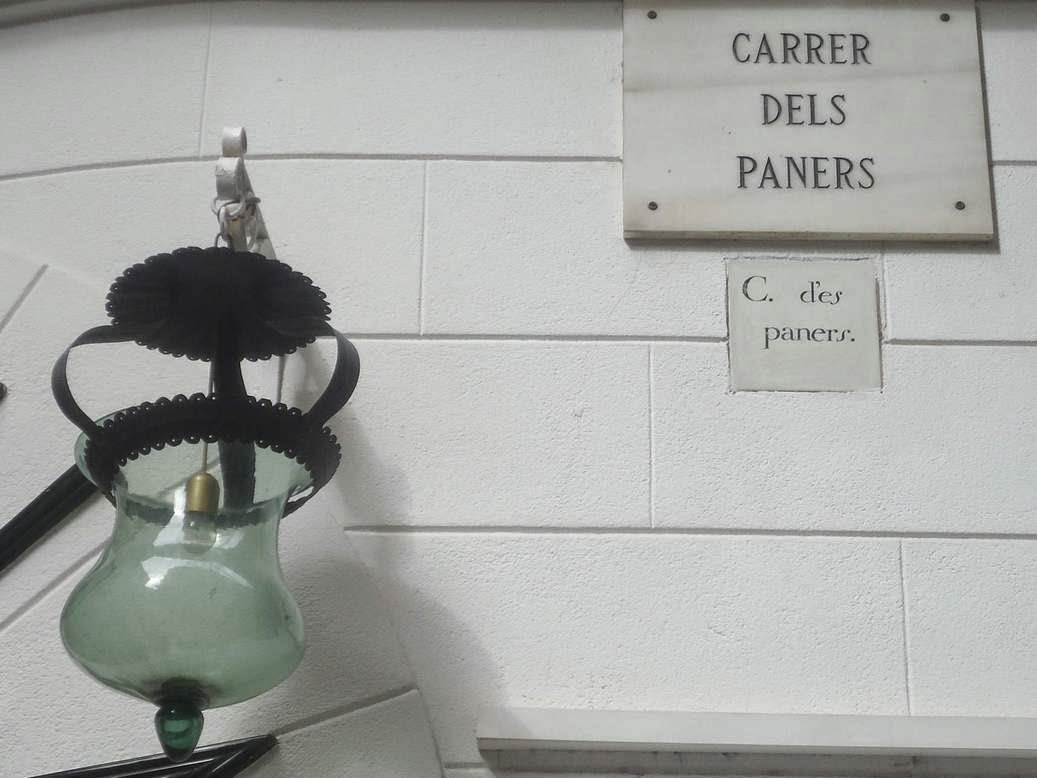 CARRER
DELS
PANERS
C. d'es
paners.